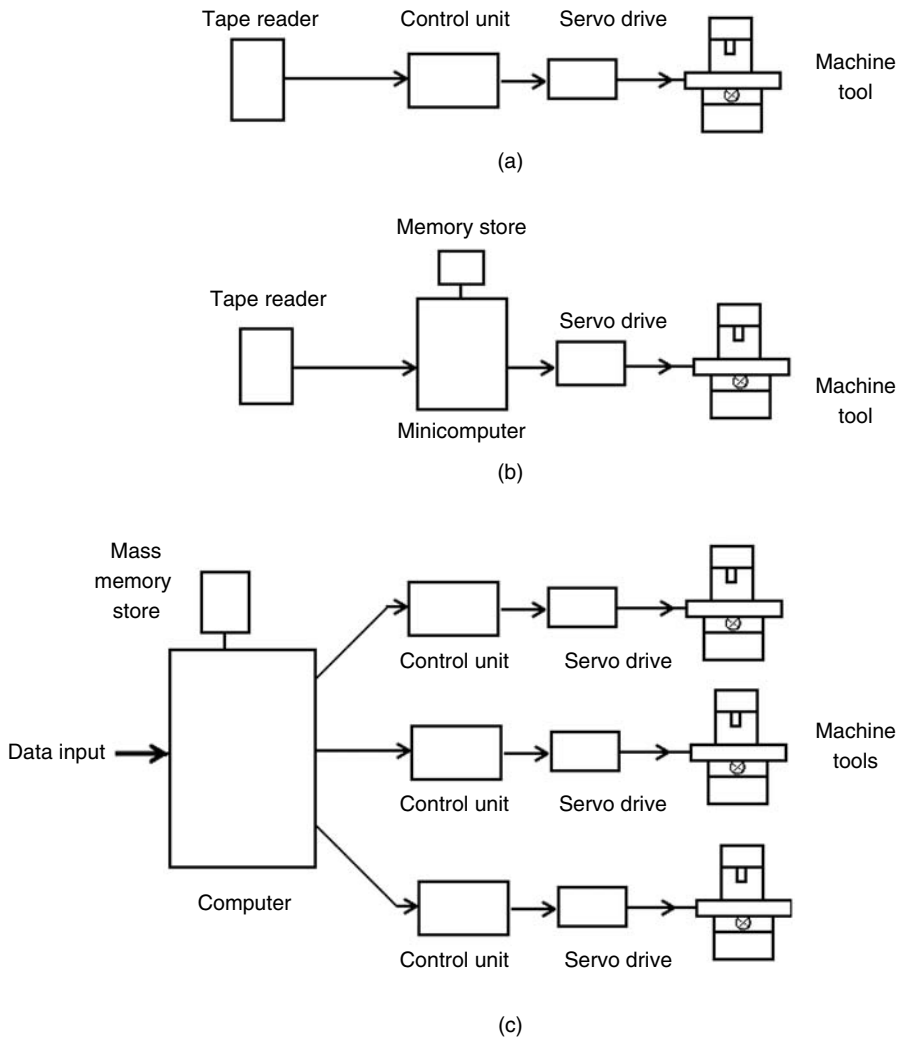 Tape reader
Control unit
Servo drive
Machine
tool
(a)
Memory store
Tape reader
Servo drive
Machine
tool
Minicomputer
(b)
Mass
memory
store
Control unit
Servo drive
Data input
Machine
tools
Control unit
Servo drive
Computer
Control unit
Servo drive
(c)